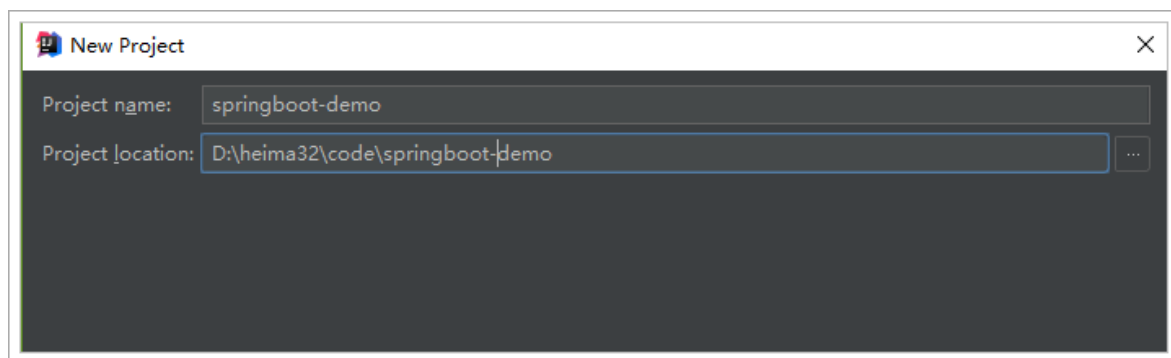 New Project
Project name: springboot-demo
Project location: D:\heima32\code\springboot-demo ...